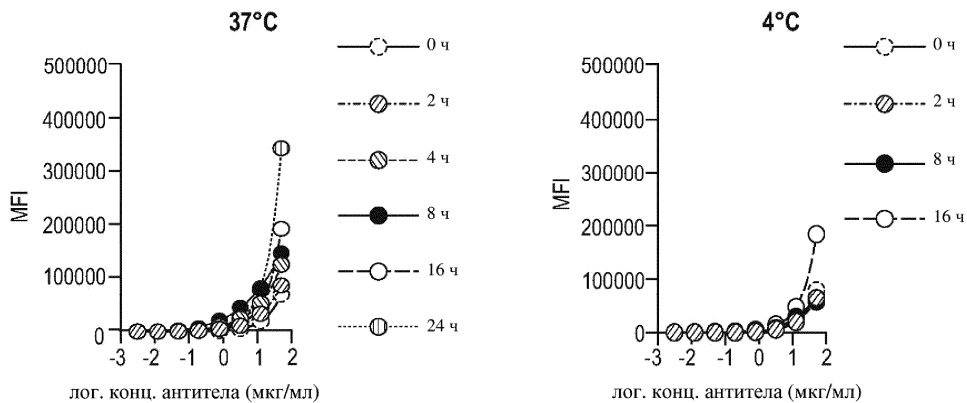 37°C
0 ч
2 ч
4 ч
8 ч
16 ч
24 ч
MFI
500000
400000
300000
200000
100000
0
-3 -2 -1 0 1 2
лог. конц. антитела (мкг/мл)
4°C
0 ч
2 ч
8 ч
16 ч
MFI
500000
400000
300000
200000
100000
0
-3 -2 -1 0 1 2
лог. конц. антитела (мкг/мл)